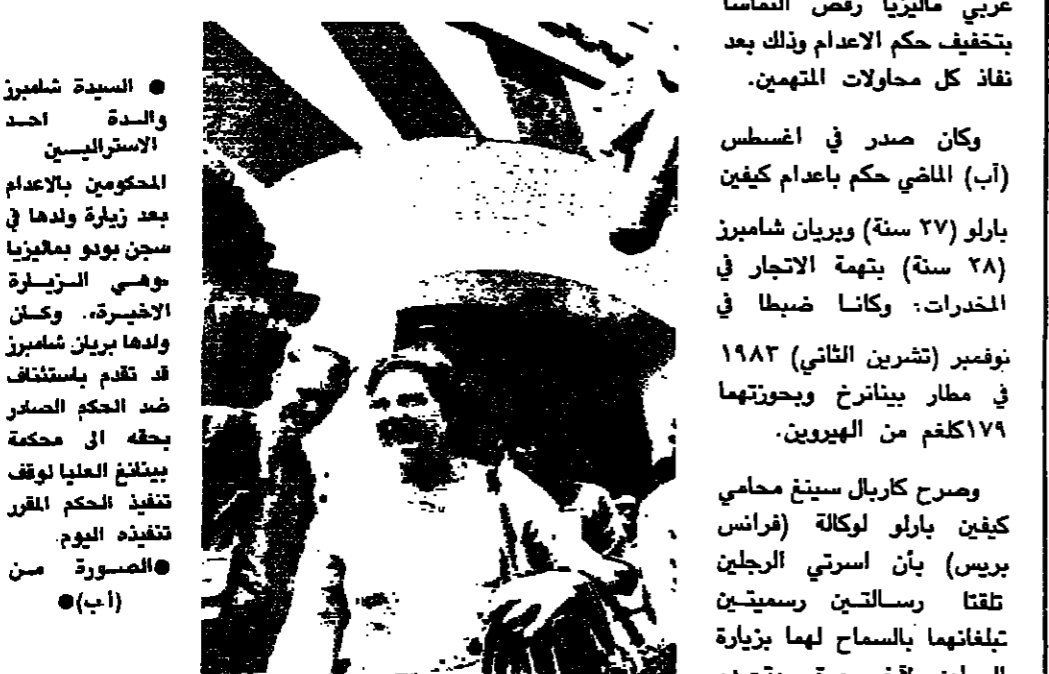 عربي ماليزيا رفض التماسا
بتخفيف حكم الاعدام وذلك بعد
نفاذ كل محاولات المتهمين.
وكان صدر في اغسطس
(آب) الماضي حكم باعدام كيفين
بارلو (٢٧ سنة) وبريان شامبرز
(٢٨ سنة) بتهمة الاتجار في
المخدرات، وكانا ضبطا في
نوفمبر (تشرين الثاني) ١٩٨٣
في مطار بينانرخ وبحوزتهما
١٧٩كلغم من الهيروين.
وصرح كاربال سينغ محامي
كيفين بارلو لوكالة (فرانس
بريس) بأن اسرتي الرجلين
تلقتا رسالتين رسميتين
تبلغانهما بالسماح لهما بزيارة
● السيدة شامبرز
والدة احد
الاستراليين
المحكومين بالاعدام
بعد زيارة ولدها في
سجن بودو بماليزيا
«وهي الزيارة
الاخيرة». وكان
ولدها بريان شامبرز
قد تقدم باستئناف
ضد الحكم الصادر
بحقه الى محكمة
بينانغ العليا لوقف
تنفيذ الحكم المقرر
تنفيذه اليوم.
●الصورة من
(أ.ب)●